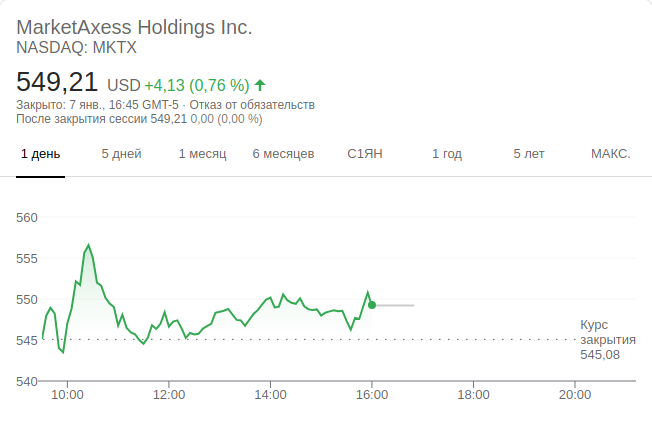 MarketAxess Holdings Inc.
NASDAQ: MKTX
549,21 USD +4,13 (0,76 %)
Закрыто: 7 янв., 16:45 GMT-5 · Отказ от обязательств
После закрытия сессии 549,21 0,00 (0,00 %)
1 день 5 дней 1 месяц 6 месяцев С1ЯН 1 год 5 лет МАКС.
560
555
550
545
540
Курс
закрытия
545,08
10:00 12:00 14:00 16:00 18:00 20:00